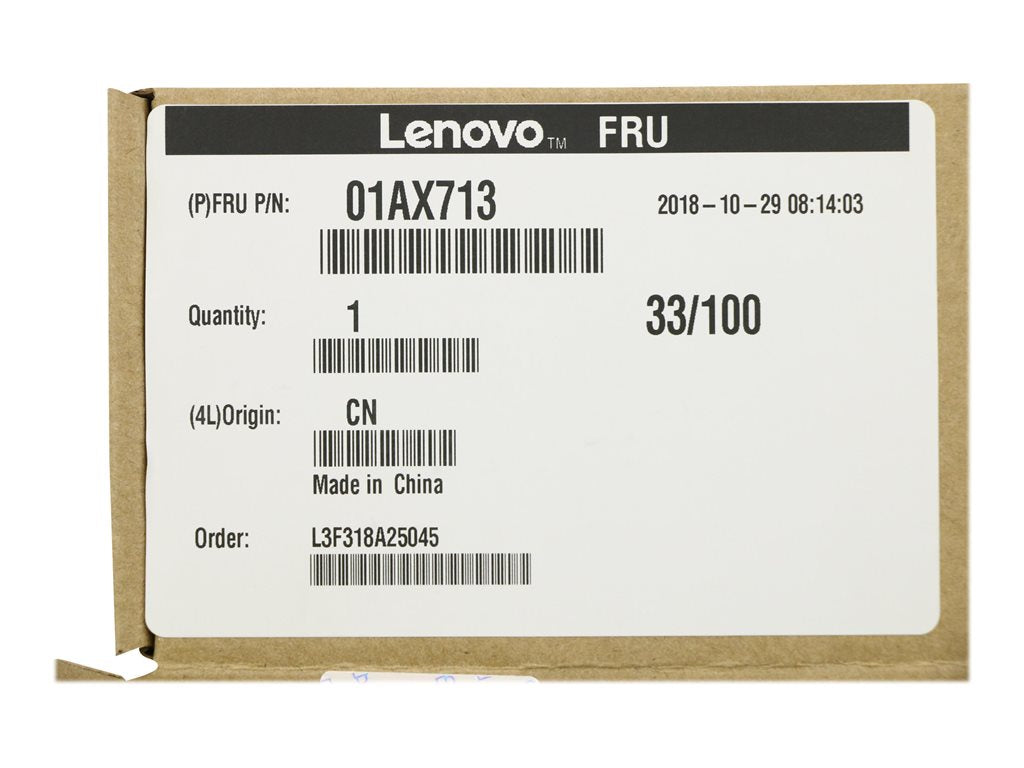 Lenovo™ FRU
(P)FRU P/N: 01AX713 2018-10-29 08:14:03
Quantity: 1 33/100
(4L)Origin: CN
Made in China
Order: L3F318A25045